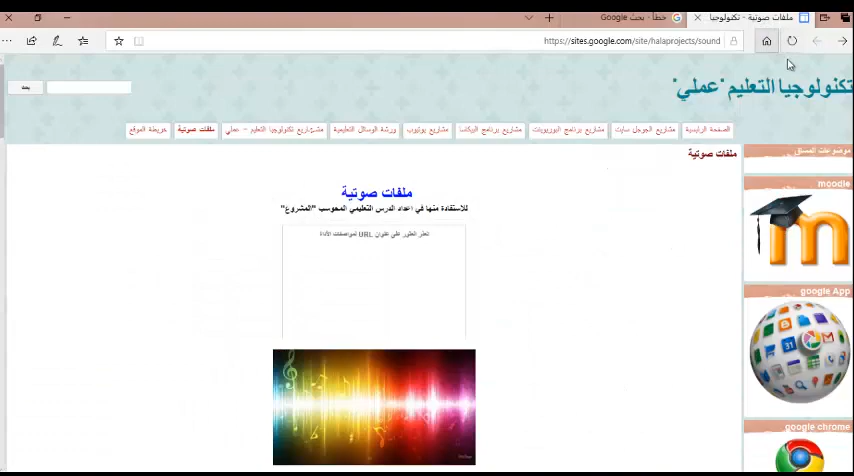 ملفات صوتية - تكنولوجيا
خطأ - بحث Google
https://sites.google.com/site/halaprojects/sound
تكنولوجيا التعليم "عملي"
بحث
الصفحة الرئيسية
مشاريع الجوجل سايت
مشاريع برنامج البوربوينت
مشاريع برنامج البيكاسا
مشاريع يوتيوب
ورشة الوسائل التعليمية
مشاريع تكنولوجيا التعليم - عملي
ملفات صوتية
خريطة الموقع
ملفات صوتية
ملفات صوتية
للاستفادة منها في اعداد الدرس التعليمي المحوسب "المشروع"
تعذر العثور على عنوان URL لمواصفات الأداة
موضوعات المساق
moodle
google App
31
google chrome